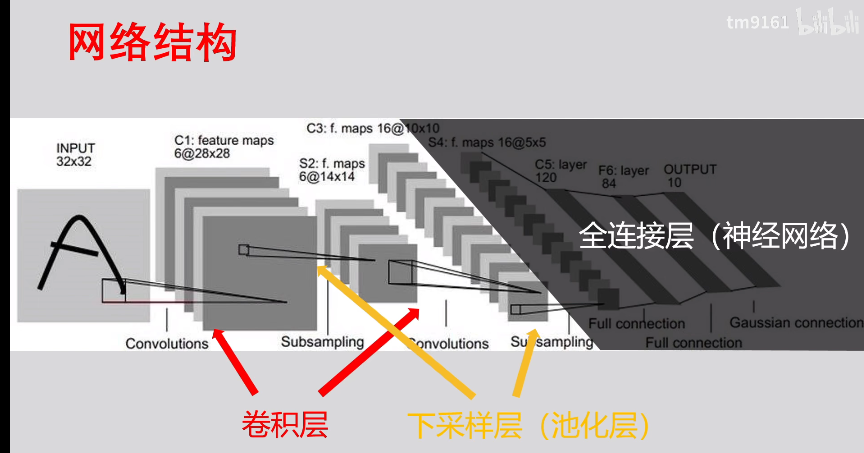 网络结构
tm9161 bilibili
INPUT
32x32
C1: feature maps
6@28x28
S2: f. maps
6@14x14
C3: f. maps 16@10x10
S4: f. maps 16@5x5
C5: layer
120
F6: layer
84
OUTPUT
10
全连接层（神经网络）
Convolutions
Subsampling
Convolutions
Subsampling
Full connection
Full connection
Gaussian connection
卷积层
下采样层（池化层）